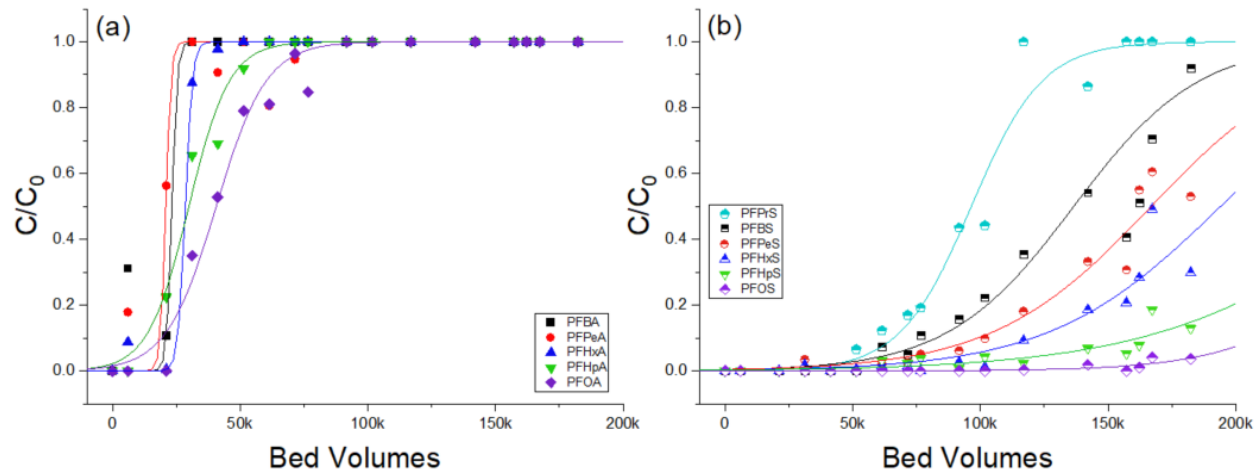 (a)
C/C₀
1.0
0.8
0.6
0.4
0.2
0.0
PFBA
PFPeA
PFHxA
PFHpA
PFOA
0 50k 100k 150k 200k
Bed Volumes
(b)
C/C₀
1.0
0.8
0.6
0.4
0.2
0.0
PFPrS
PFBS
PFPeS
PFHxS
PFHpS
PFOS
0 50k 100k 150k 200k
Bed Volumes